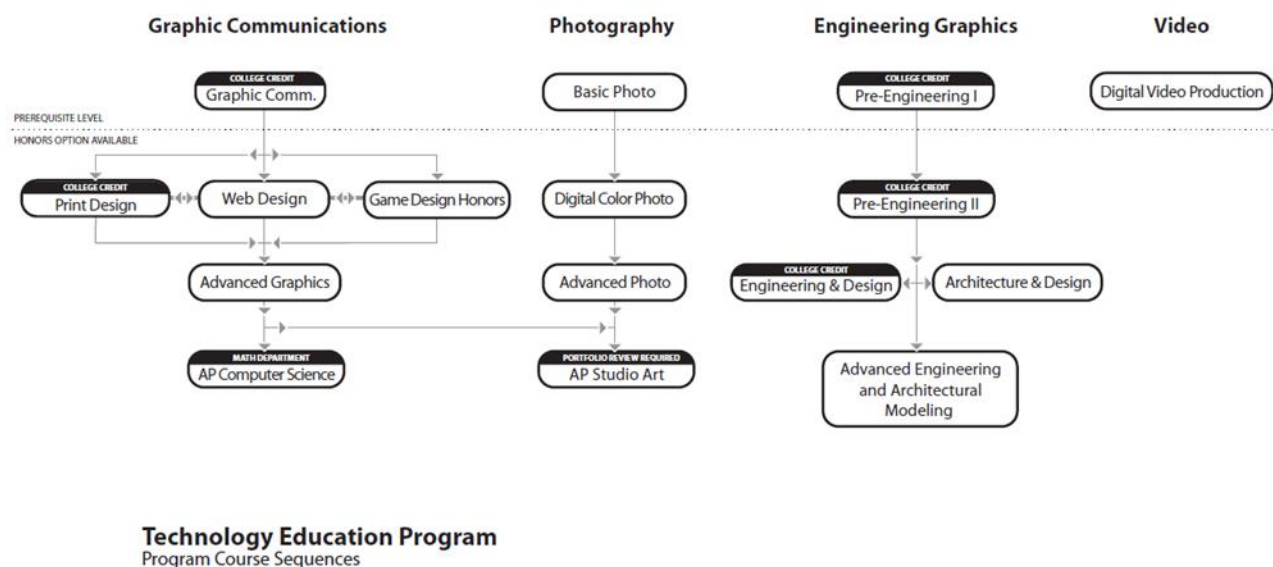 Graphic Communications
Photography
Engineering Graphics
Video
COLLEGE CREDIT
Graphic Comm.
Basic Photo
COLLEGE CREDIT
Pre-Engineering I
Digital Video Production
PREREQUISITE LEVEL
HONORS OPTION AVAILABLE
COLLEGE CREDIT
Print Design
Web Design
Game Design Honors
Digital Color Photo
COLLEGE CREDIT
Pre-Engineering II
Advanced Graphics
Advanced Photo
COLLEGE CREDIT
Engineering & Design
Architecture & Design
MATH DEPARTMENT
AP Computer Science
PORTFOLIO REVIEW REQUIRED
AP Studio Art
Advanced Engineering
and Architectural
Modeling
Technology Education Program
Program Course Sequences